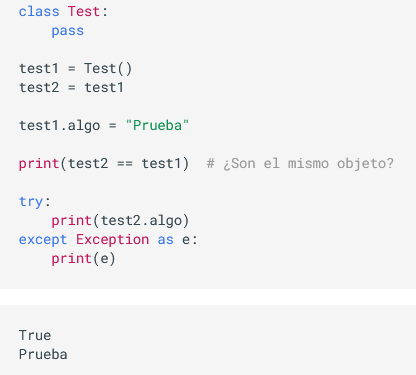 class Test:
    pass

test1 = Test()
test2 = test1

test1.algo = "Prueba"

print(test2 == test1)  # ¿Son el mismo objeto?

try:
    print(test2.algo)
except Exception as e:
    print(e)

True
Prueba